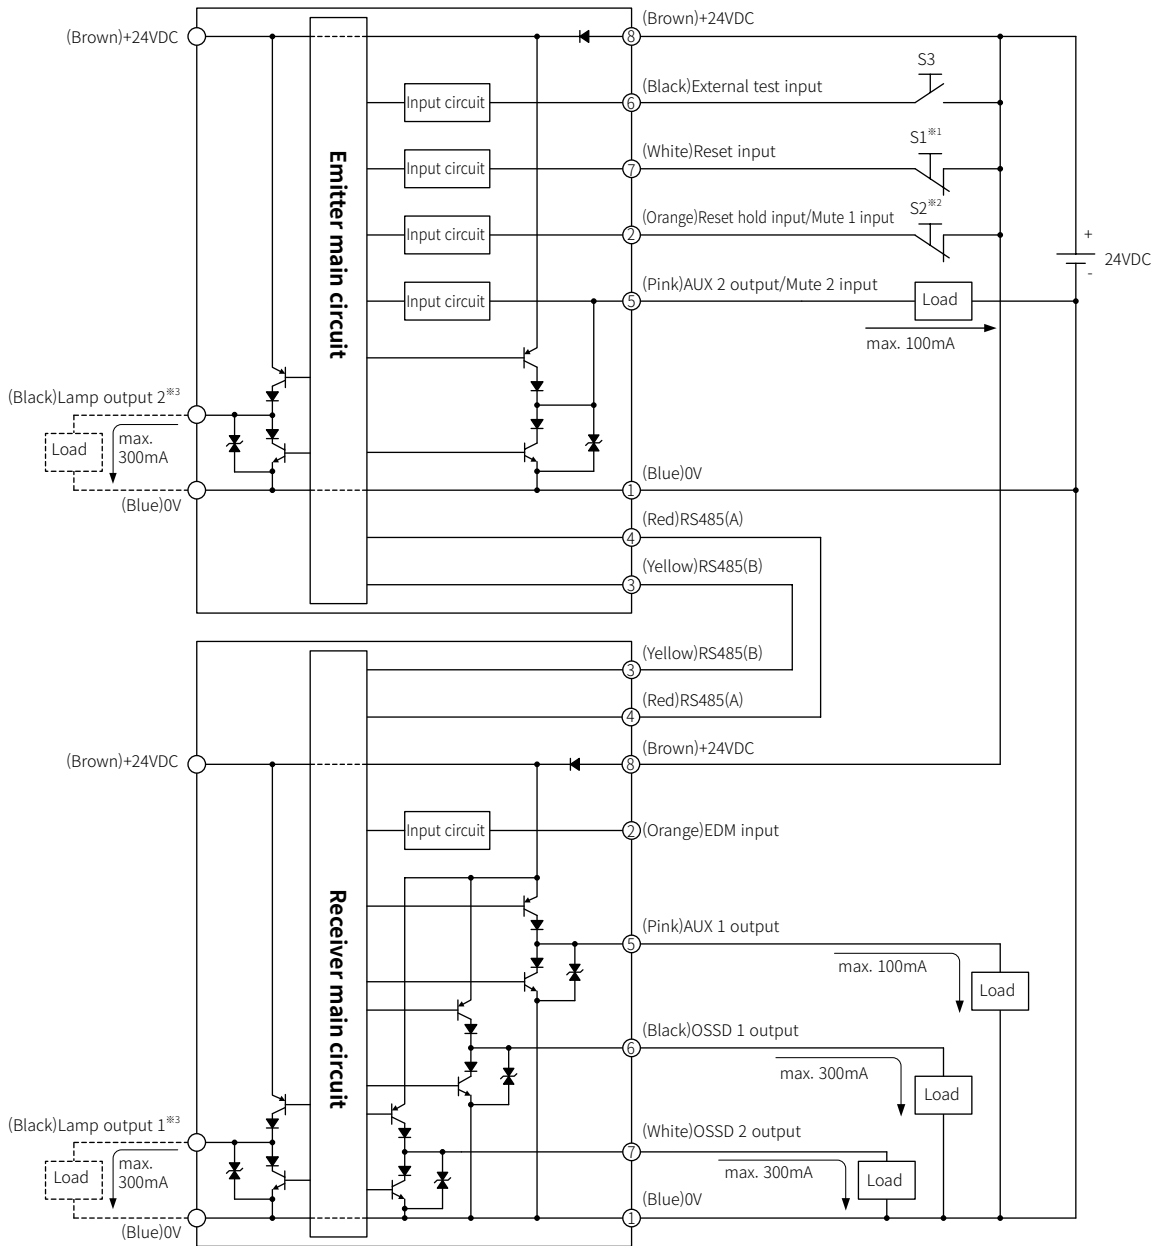 (Brown)+24VDC
(Brown)+24VDC
8
S3
(Black)External test input
Input circuit
6
S1※1
(White)Reset input
Input circuit
7
S2※2
(Orange)Reset hold input/Mute 1 input
Input circuit
2
+
24VDC
-
(Pink)AUX 2 output/Mute 2 input
Input circuit
5
Load
max. 100mA
Emitter main circuit
(Black)Lamp output 2※3
Load
max.
300mA
(Blue)0V
(Blue)0V
1
(Red)RS485(A)
4
(Yellow)RS485(B)
3
(Yellow)RS485(B)
3
(Red)RS485(A)
4
(Brown)+24VDC
(Brown)+24VDC
8
Input circuit
2
(Orange)EDM input
Receiver main circuit
(Pink)AUX 1 output
5
max. 100mA
Load
(Black)OSSD 1 output
6
max. 300mA
Load
(Black)Lamp output 1※3
(White)OSSD 2 output
7
max. 300mA
Load
Load
max.
300mA
(Blue)0V
(Blue)0V
1